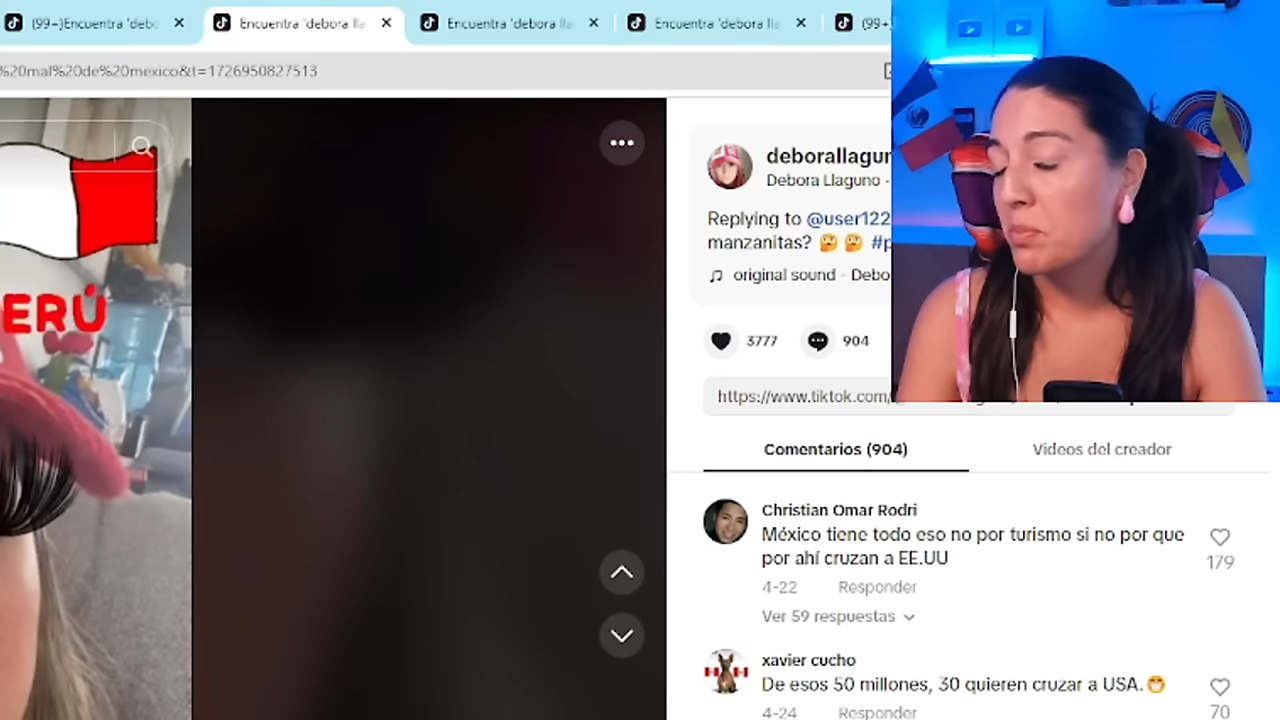 (99+)Encuentra 'debo
Encuentra 'debora lla
Encuentra 'debora lla
Encuentra 'debora lla
(99+
%20mal%20de%20mexico&t=1726950827513
ERÚ
deborallagur
Debora Llaguno ·
Replying to @user122
manzanitas? 🤔 🤔 #p
original sound - Debo
3777
904
https://www.tiktok.com/
Comentarios (904)
Videos del creador
Christian Omar Rodri
México tiene todo eso no por turismo si no por que
por ahí cruzan a EE.UU
179
4-22 Responder
Ver 59 respuestas
xavier cucho
De esos 50 millones, 30 quieren cruzar a USA.😁
70
4-24 Responder